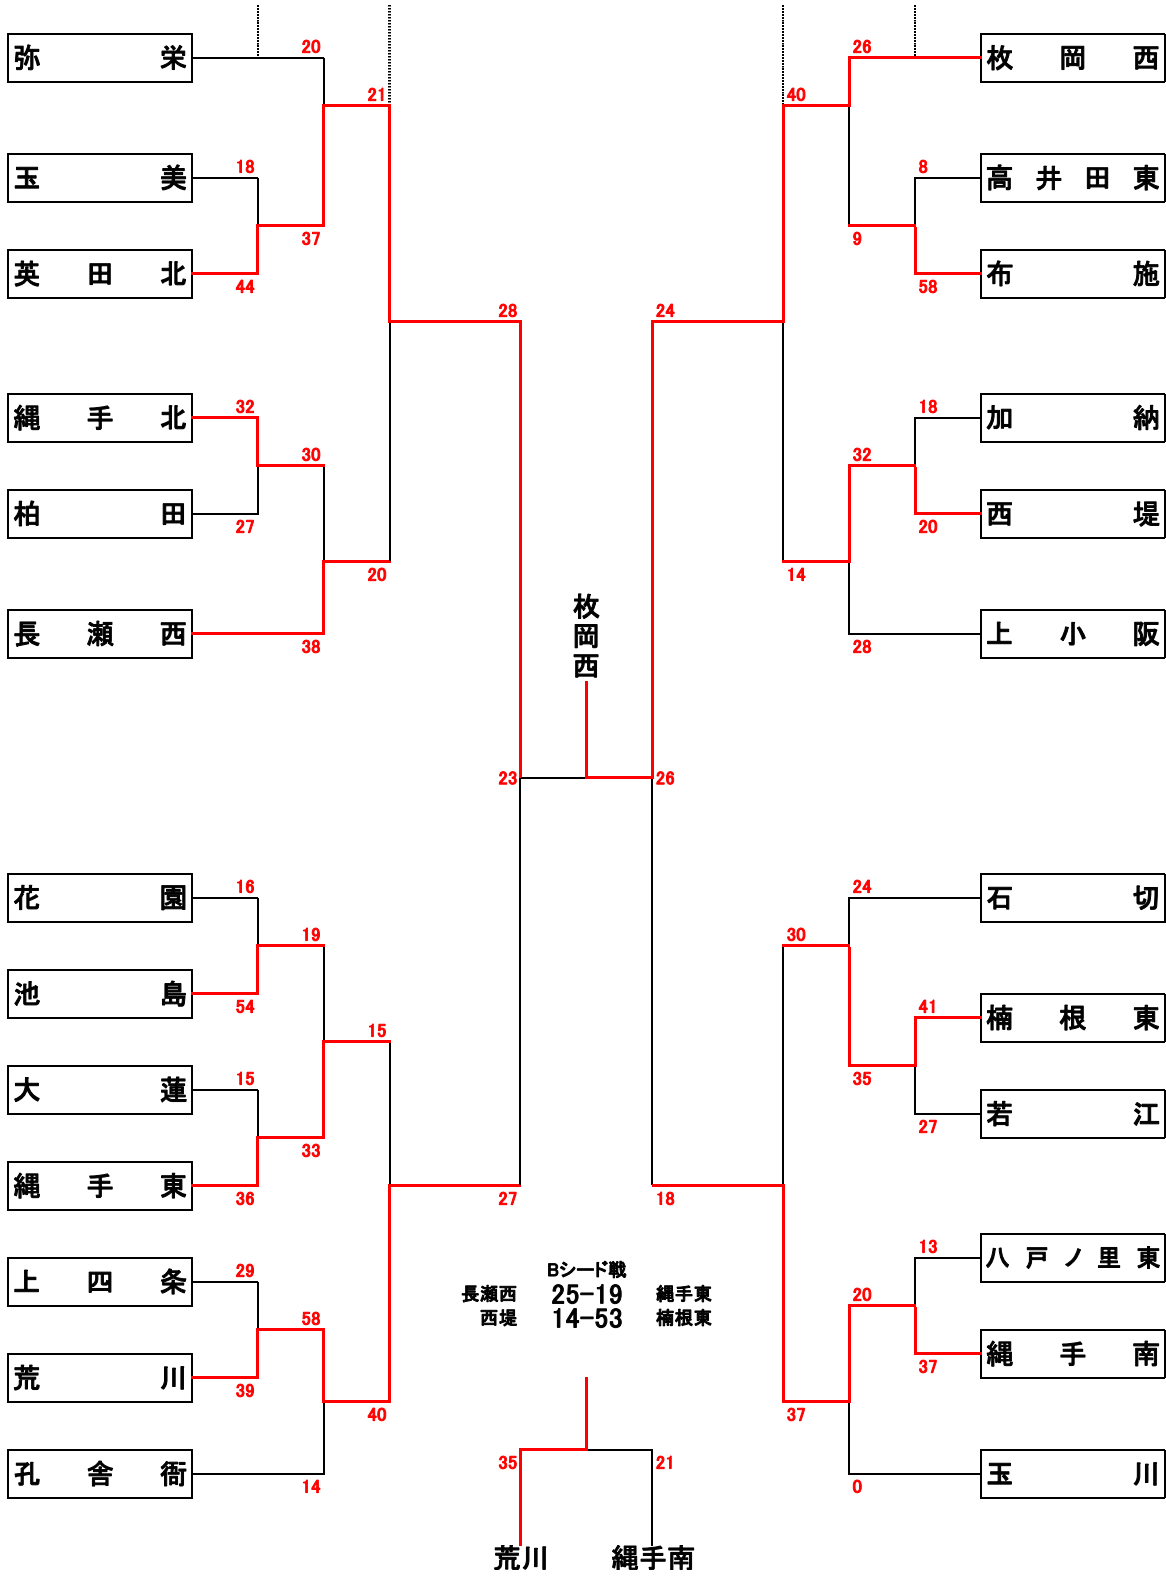 弥栄
20
26
枚岡西
21
40
玉美
18
8
高井田東
37
9
英田北
44
58
布施
28
24
縄手北
32
18
加納
30
32
柏田
27
20
西堤
20
14
長瀬西
38
28
上小阪
枚岡西
23
26
花園
16
24
石切
19
30
池島
54
41
楠根東
15
大蓮
15
35
若江
33
27
縄手東
36
27
18
上四条
29
13
八戸ノ里東
Bシード戦
長瀬西 25-19 縄手東
西堤 14-53 楠根東
58
20
荒川
39
37
縄手南
40
37
孔舎衙
14
35
21
0
玉川
荒川
縄手南